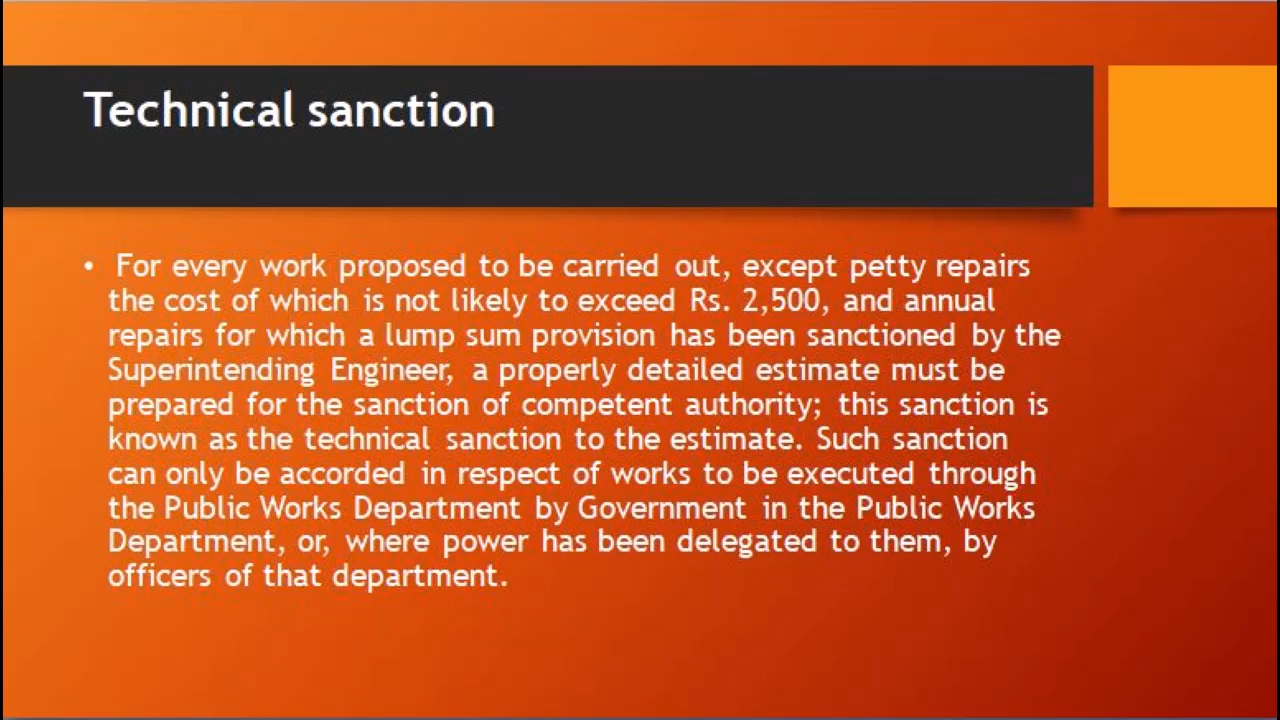 Technical sanction
• For every work proposed to be carried out, except petty repairs
the cost of which is not likely to exceed Rs. 2,500, and annual
repairs for which a lump sum provision has been sanctioned by the
Superintending Engineer, a properly detailed estimate must be
prepared for the sanction of competent authority; this sanction is
known as the technical sanction to the estimate. Such sanction
can only be accorded in respect of works to be executed through
the Public Works Department by Government in the Public Works
Department, or, where power has been delegated to them, by
officers of that department.